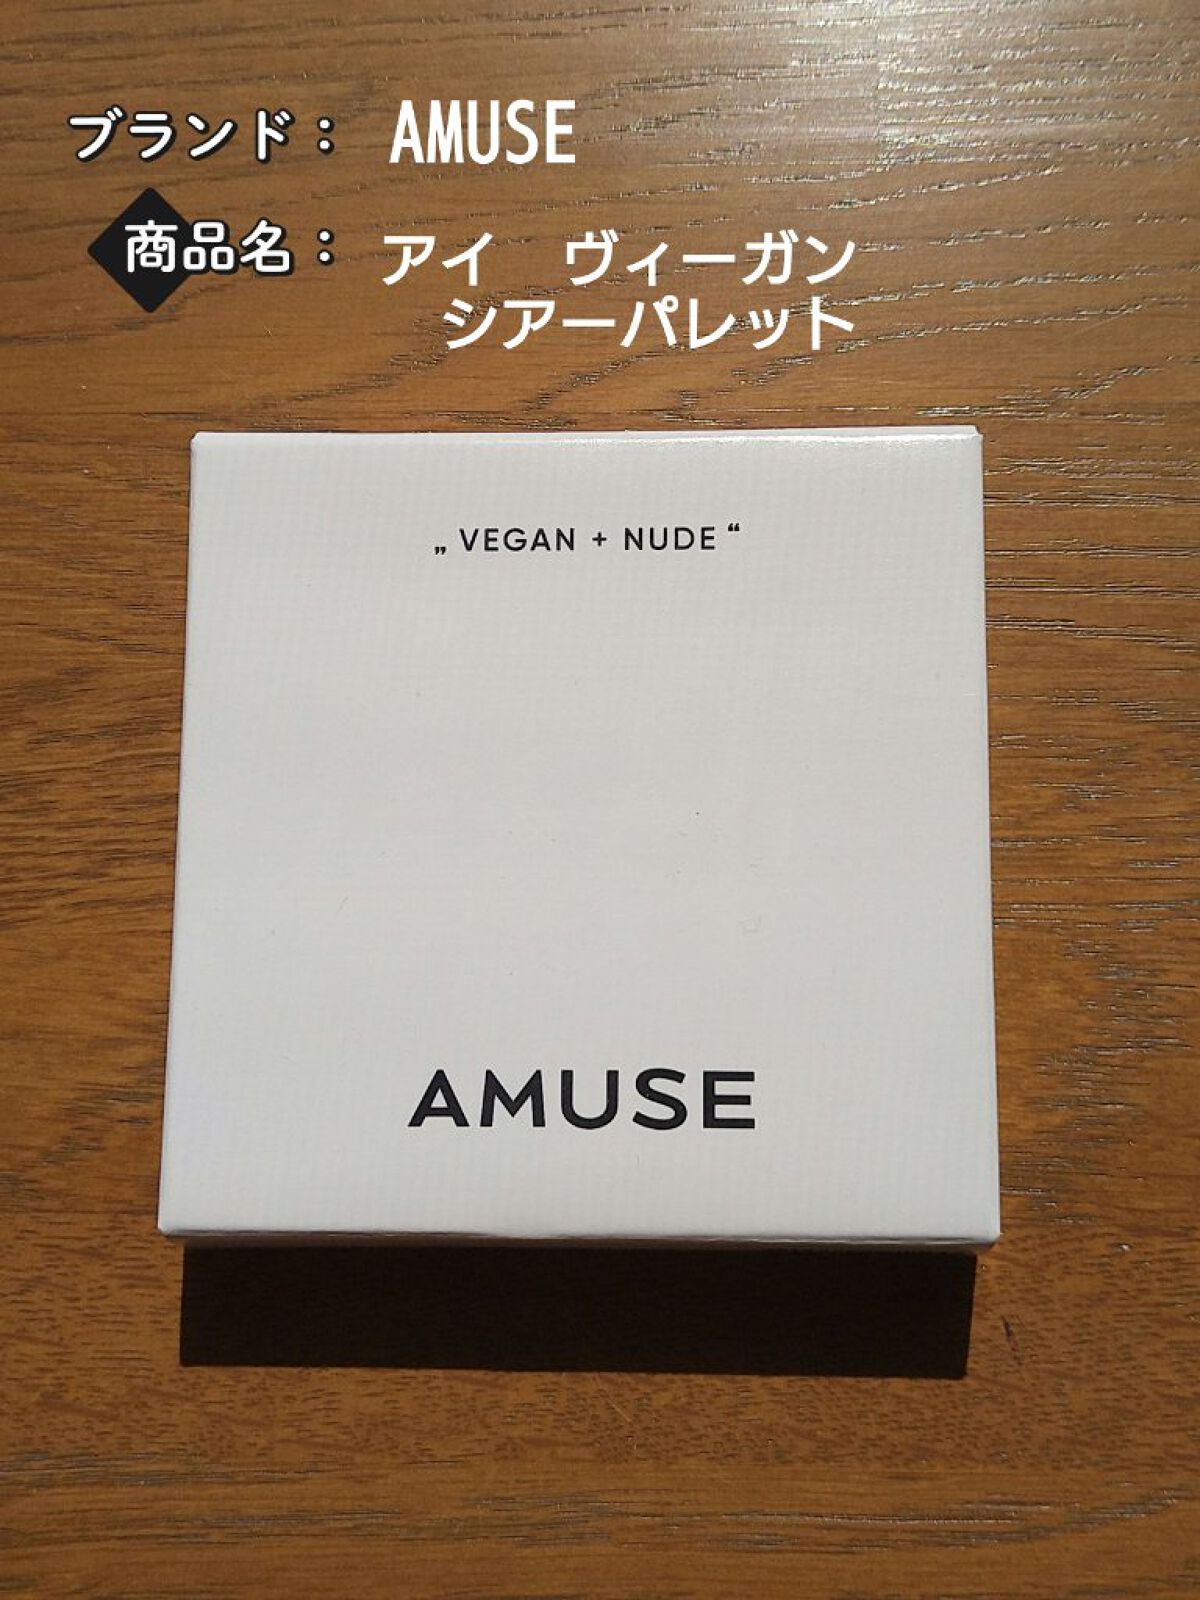 ブランド： AMUSE
商品名： アイ　ヴィーガン
シアーパレット
„ VEGAN + NUDE “
AMUSE